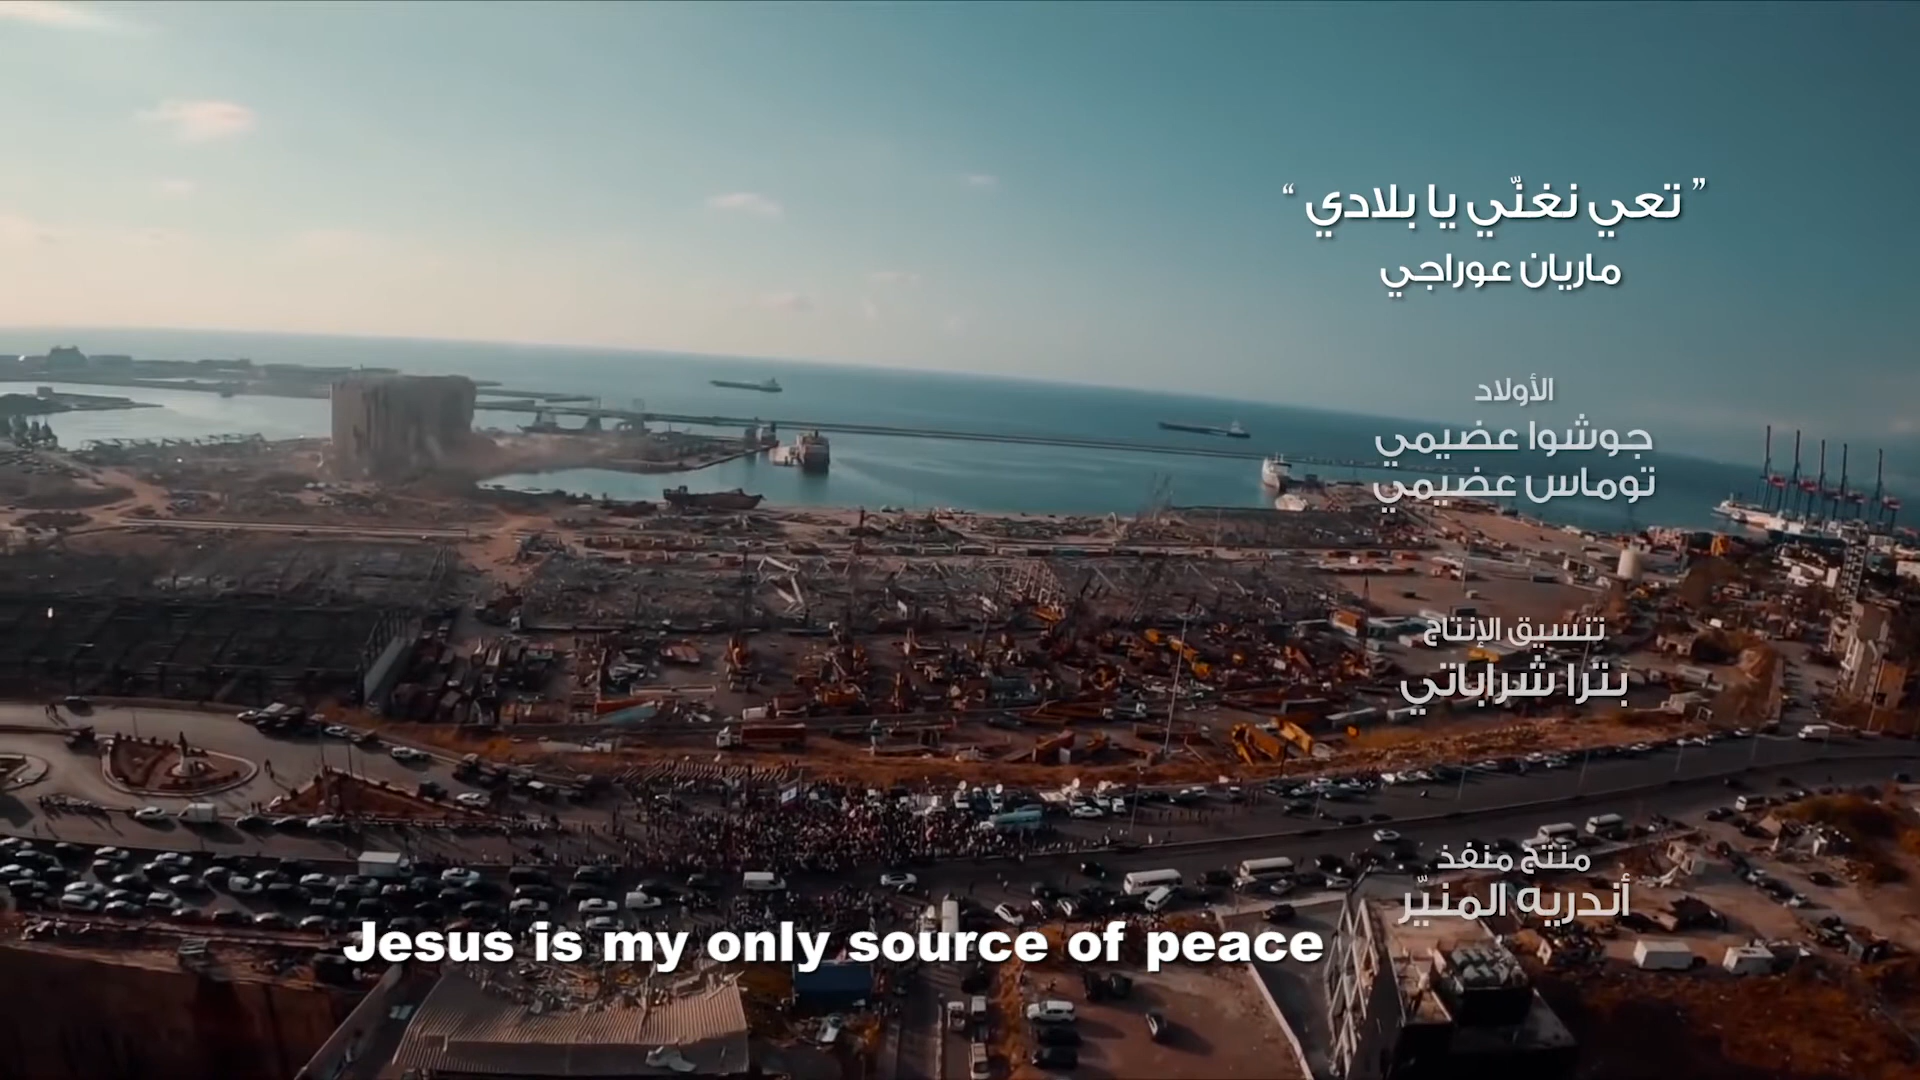 ” تعي نغنّي يا بلادي “
ماريان عوراجي
الأولاد
جوشوا عضيمي
توماس عضيمي
تنسيق الإنتاج
بترا شراباتي
منتج منفذ
أندريه المنيّر
Jesus is my only source of peace